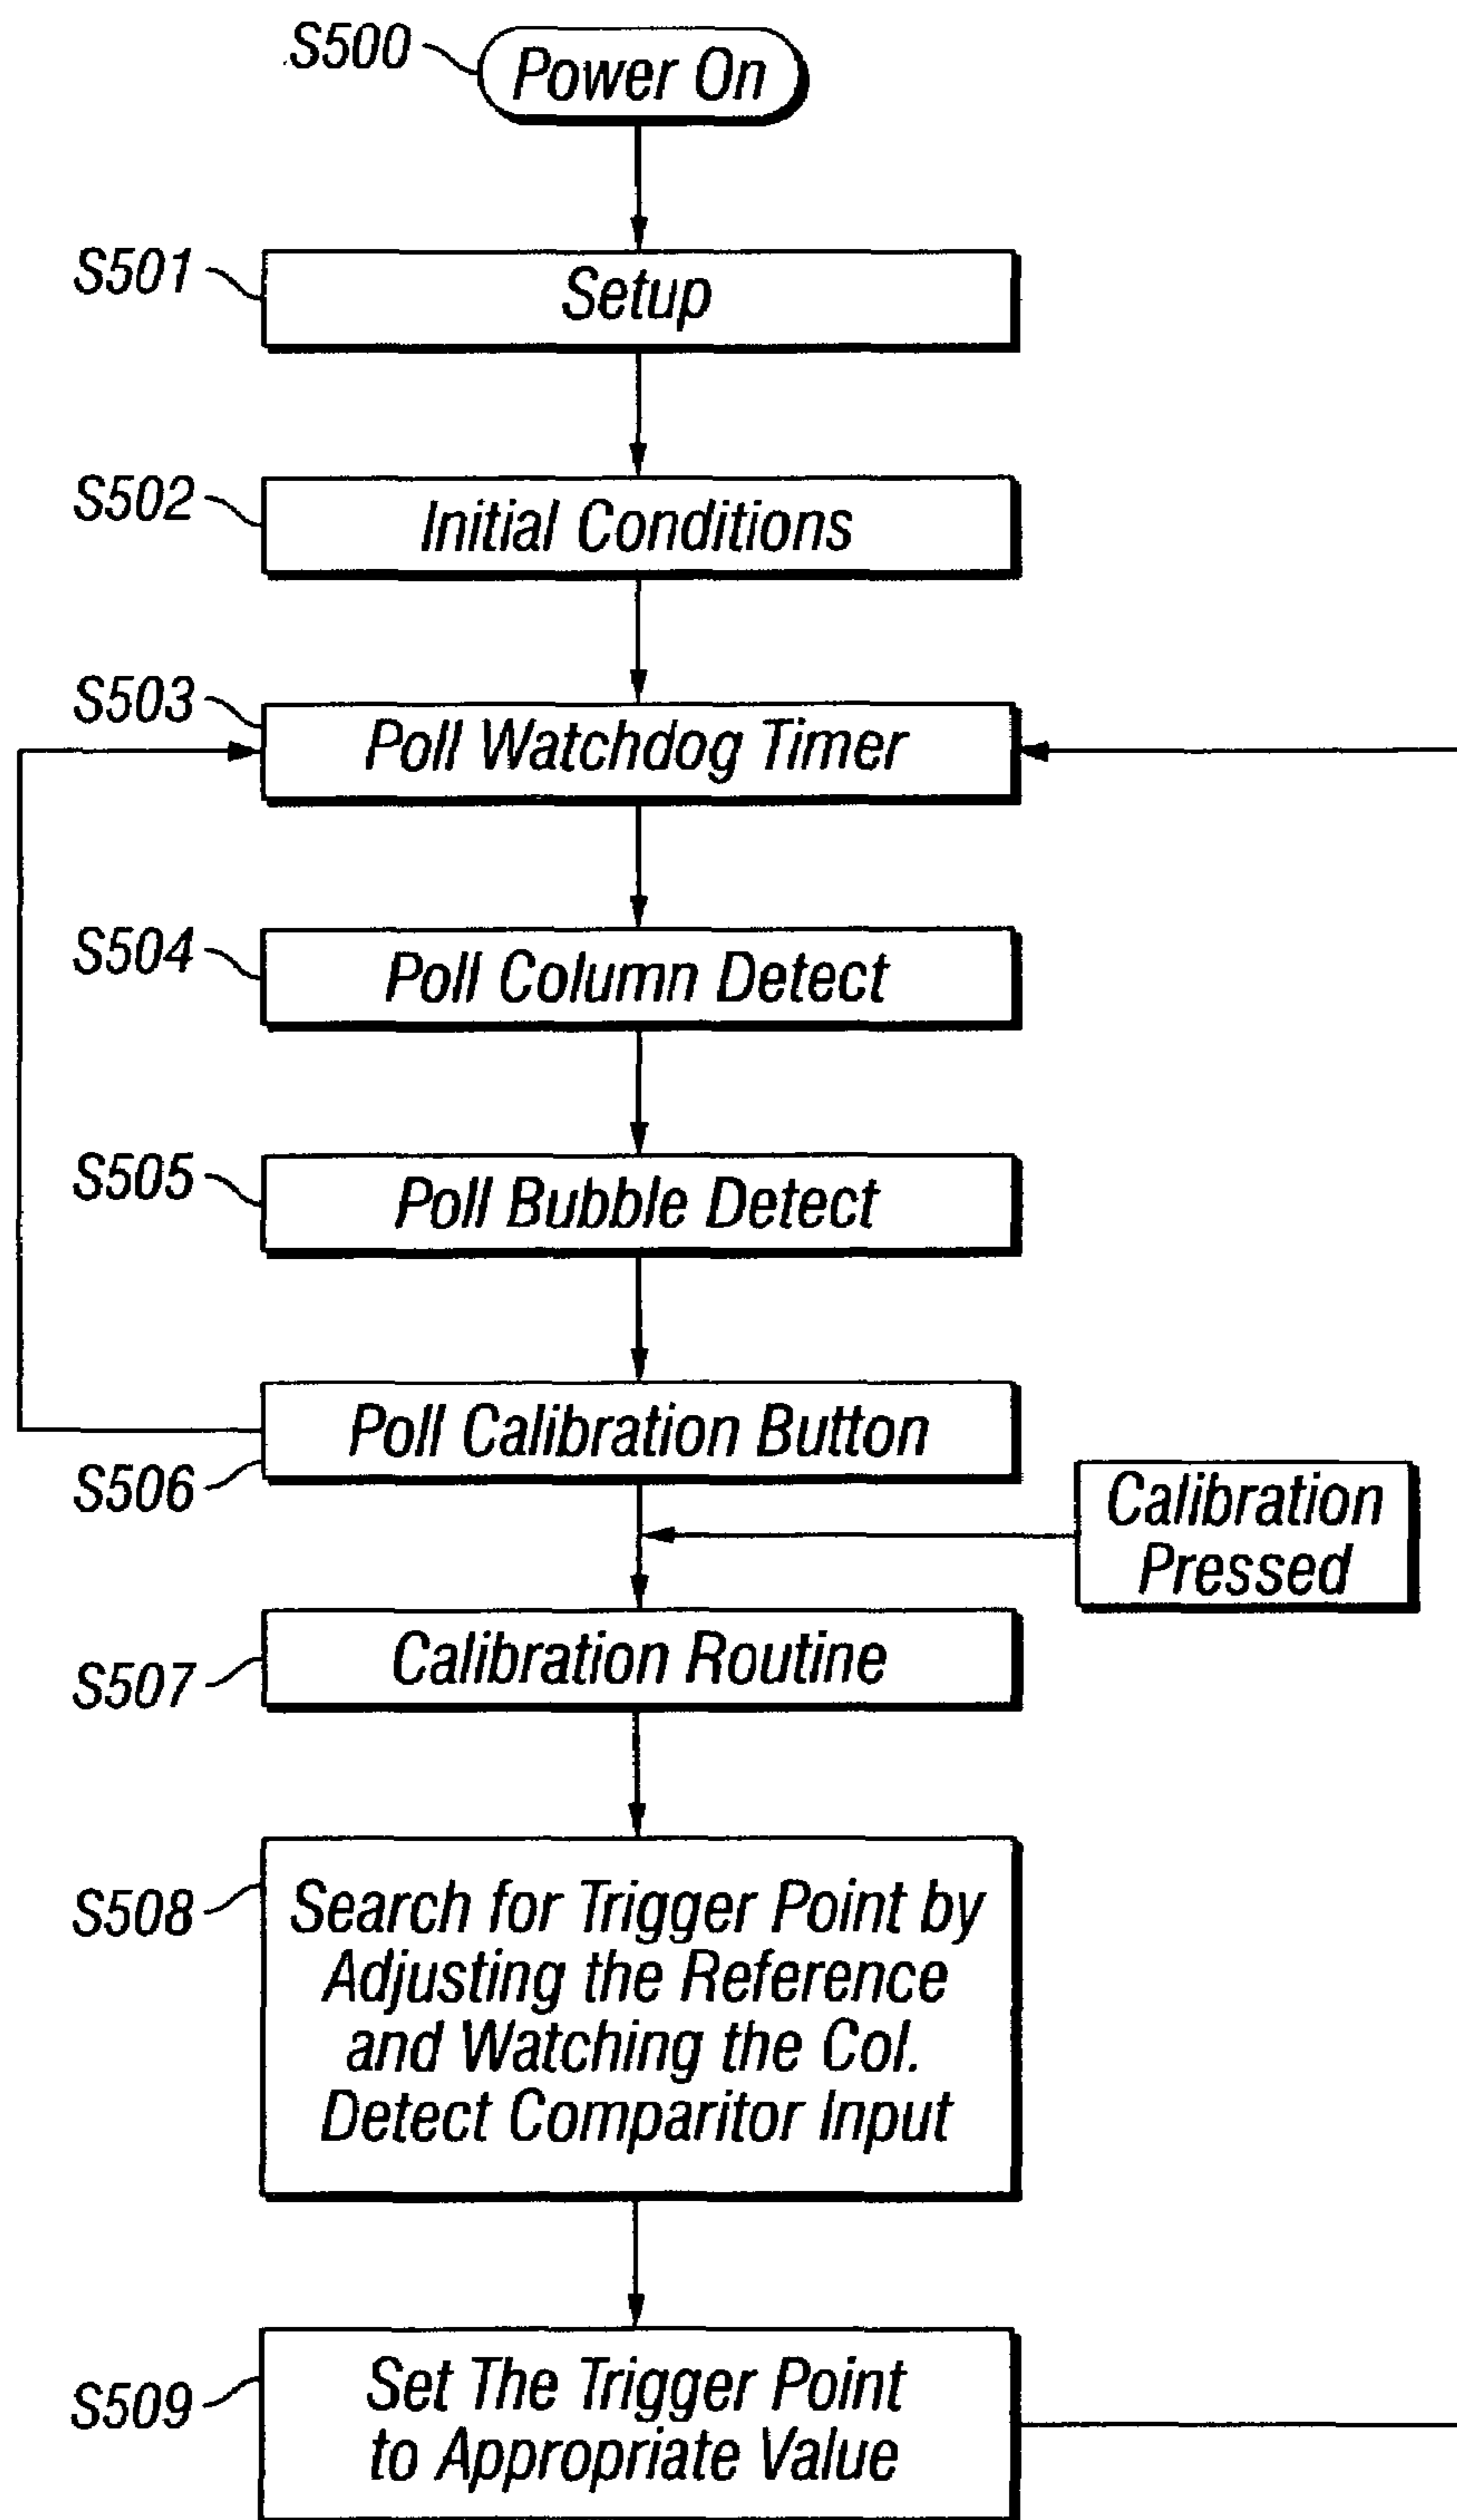 S500
Power On
S501
Setup
S502
Initial Conditions
S503
Poll Watchdog Timer
S504
Poll Column Detect
S505
Poll Bubble Detect
Poll Calibration Button
S506
Calibration
Pressed
Calibration Routine
S507
S508
Search for Trigger Point by
Adjusting the Reference
and Watching the Col.
Detect Comparitor Input
S509
Set The Trigger Point
to Appropriate Value